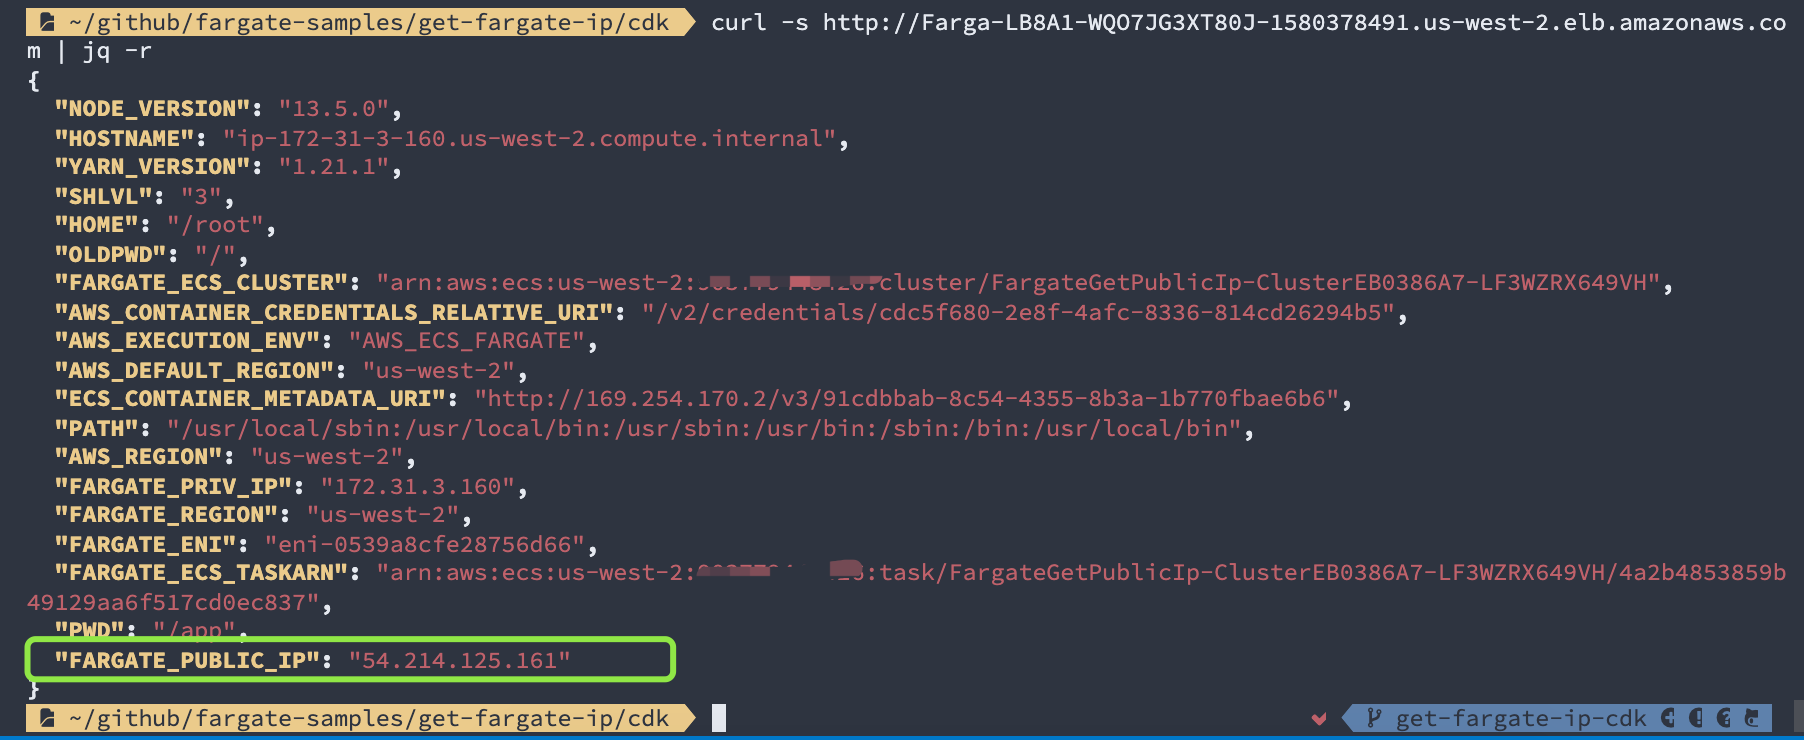 ~/github/fargate-samples/get-fargate-ip/cdk curl -s http://Farga-LB8A1-WQO7JG3XT80J-1580378491.us-west-2.elb.amazonaws.co
m | jq -r
{
"NODE_VERSION": "13.5.0",
"HOSTNAME": "ip-172-31-3-160.us-west-2.compute.internal",
"YARN_VERSION": "1.21.1",
"SHLVL": "3",
"HOME": "/root",
"OLDPWD": "/",
"FARGATE_ECS_CLUSTER": "arn:aws:ecs:us-west-2: cluster/FargateGetPublicIp-ClusterEB0386A7-LF3WZRX649VH",
"AWS_CONTAINER_CREDENTIALS_RELATIVE_URI": "/v2/credentials/cdc5f680-2e8f-4afc-8336-814cd26294b5",
"AWS_EXECUTION_ENV": "AWS_ECS_FARGATE",
"AWS_DEFAULT_REGION": "us-west-2",
"ECS_CONTAINER_METADATA_URI": "http://169.254.170.2/v3/91cdbbab-8c54-4355-8b3a-1b770fbae6b6",
"PATH": "/usr/local/sbin:/usr/local/bin:/usr/sbin:/usr/bin:/sbin:/bin:/usr/local/bin",
"AWS_REGION": "us-west-2",
"FARGATE_PRIV_IP": "172.31.3.160",
"FARGATE_REGION": "us-west-2",
"FARGATE_ENI": "eni-0539a8cfe28756d66",
"FARGATE_ECS_TASKARN": "arn:aws:ecs:us-west-2: :task/FargateGetPublicIp-ClusterEB0386A7-LF3WZRX649VH/4a2b4853859b
49129aa6f517cd0ec837",
"PWD": "/app",
"FARGATE_PUBLIC_IP": "54.214.125.161"
}
~/github/fargate-samples/get-fargate-ip/cdk get-fargate-ip-cdk